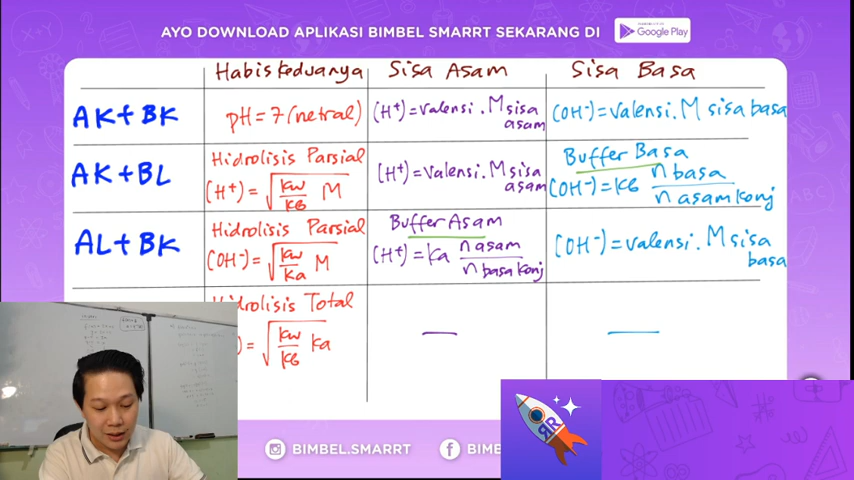 AYO DOWNLOAD APLIKASI BIMBEL SMARRT SEKARANG DI
Google Play
Habis Keduanya
Sisa Asam
Sisa Basa
AK+BK
pH = 7 (netral)
(H⁺) = valensi . M sisa
asam
(OH⁻) = valensi . M sisa basa
AK+BL
Hidrolisis Parsial
(H⁺) = √(kw/kb M)
(H⁺) = valensi . M sisa
asam
Buffer Basa
(OH⁻) = kb n basa / n asam konj
AL+BK
Hidrolisis Parsial
(OH⁻) = √(kw/ka M)
Buffer Asam
(H⁺) = ka n asam / n basa konj
(OH⁻) = valensi . M sisa
basa
Hidrolisis Total
) = √(kw/kb ka)
—
—
BIMBEL.SMARRT
BIMBE
RR